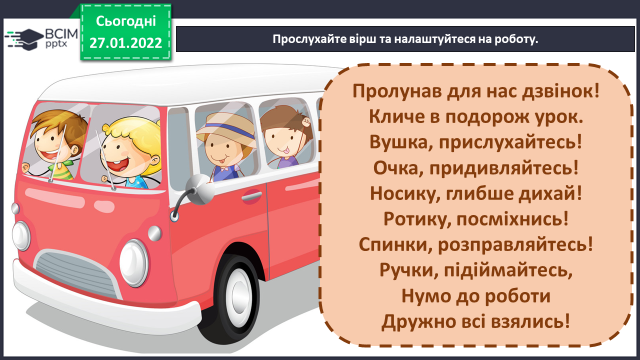 Сьогодні
27.01.2022
ВСІМ
pptx
Прослухайте вірш та налаштуйтеся на роботу.
Пролунав для нас дзвінок!
Кличе в подорож урок.
Вушка, прислухайтесь!
Очка, придивляйтесь!
Носику, глибше дихай!
Ротику, посміхнись!
Спинки, розправляйтесь!
Ручки, підіймайтесь,
Нумо до роботи
Дружно всі взялись!